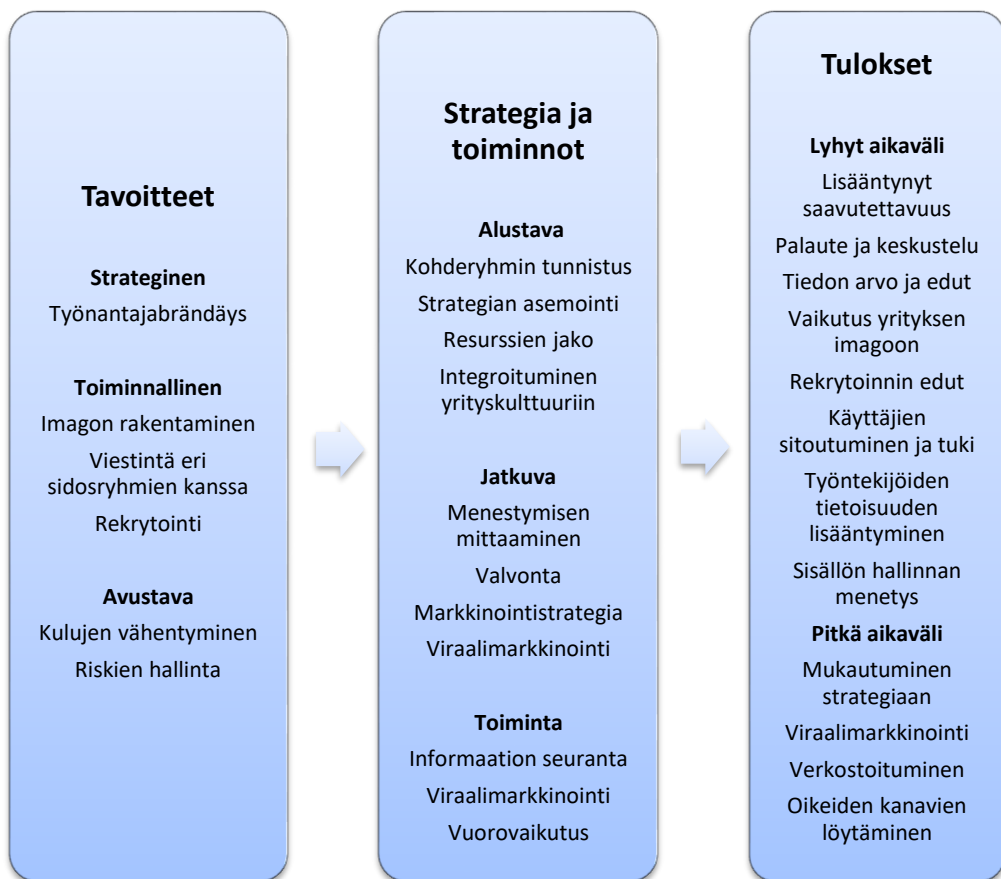 Tavoitteet
Strateginen
Työnantajabrändäys
Toiminnallinen
Imagon rakentaminen
Viestintä eri
sidosryhmien kanssa
Rekrytointi
Avustava
Kulujen vähentyminen
Riskien hallinta
Strategia ja
toiminnot
Alustava
Kohderyhmin tunnistus
Strategian asemointi
Resurssien jako
Integroituminen
yrityskulttuuriin
Jatkuva
Menestymisen
mittaaminen
Valvonta
Markkinointistrategia
Viraalimarkkinointi
Toiminta
Informaation seuranta
Viraalimarkkinointi
Vuorovaikutus
Tulokset
Lyhyt aikaväli
Lisääntynyt
saavutettavuus
Palaute ja keskustelu
Tiedon arvo ja edut
Vaikutus yrityksen
imagoon
Rekrytoinnin edut
Käyttäjien
sitoutuminen ja tuki
Työntekijöiden
tietoisuuden
lisääntyminen
Sisällön hallinnan
menetys
Pitkä aikaväli
Mukautuminen
strategiaan
Viraalimarkkinointi
Verkostoituminen
Oikeiden kanavien
löytäminen